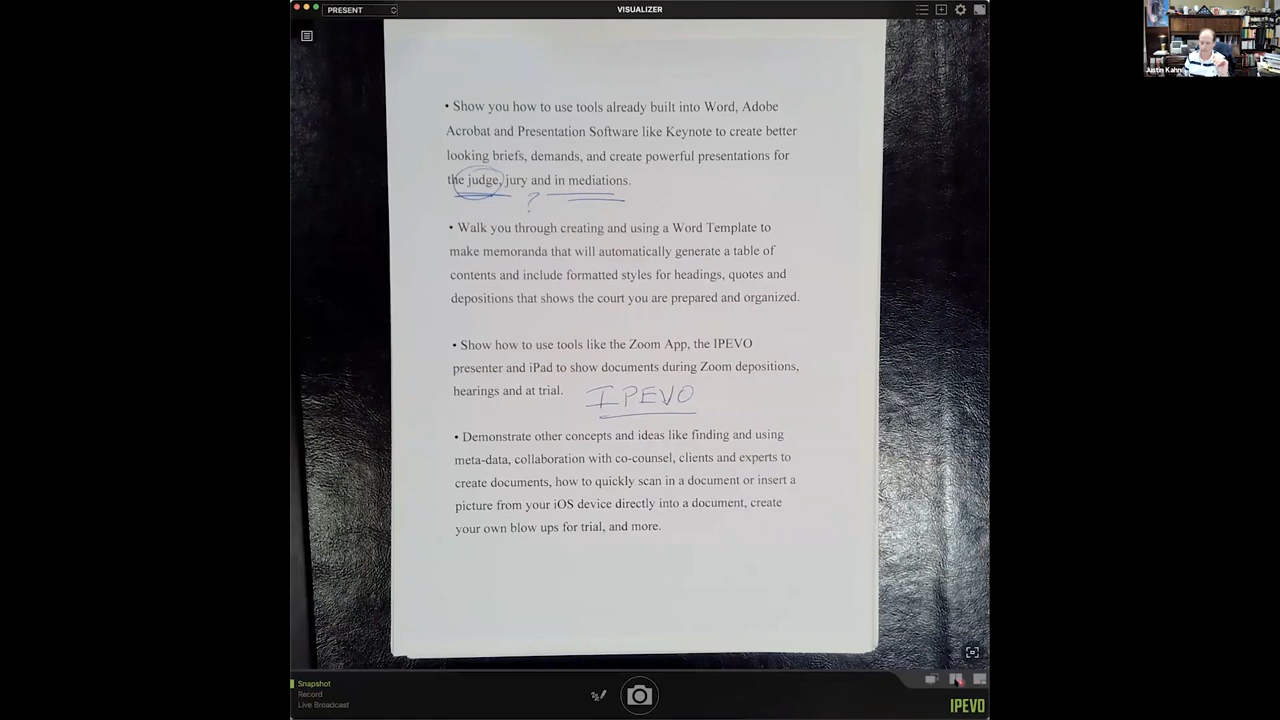 PRESENT
VISUALIZER
Justin Kahn
• Show you how to use tools already built into Word, Adobe
Acrobat and Presentation Software like Keynote to create better
looking briefs, demands, and create powerful presentations for
the judge, jury and in mediations.
?
• Walk you through creating and using a Word Template to
make memoranda that will automatically generate a table of
contents and include formatted styles for headings, quotes and
depositions that shows the court you are prepared and organized.
• Show how to use tools like the Zoom App, the IPEVO
presenter and iPad to show documents during Zoom depositions,
hearings and at trial.
IPEVO
• Demonstrate other concepts and ideas like finding and using
meta-data, collaboration with co-counsel, clients and experts to
create documents, how to quickly scan in a document or insert a
picture from your iOS device directly into a document, create
your own blow ups for trial, and more.
Snapshot
Record
Live Broadcast
IPEVO